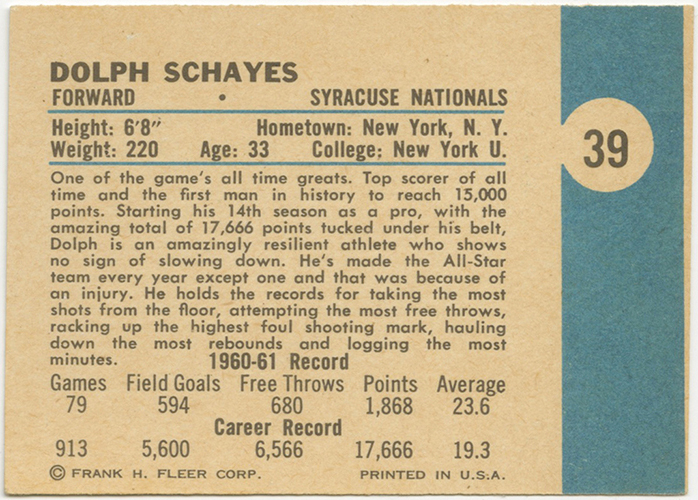 DOLPH SCHAYES
FORWARD • SYRACUSE NATIONALS
Height: 6'8" Hometown: New York, N. Y.
Weight: 220 Age: 33 College: New York U.
39
One of the game's all time greats. Top scorer of all
time and the first man in history to reach 15,000
points. Starting his 14th season as a pro, with the
amazing total of 17,666 points tucked under his belt,
Dolph is an amazingly resilient athlete who shows
no sign of slowing down. He's made the All-Star
team every year except one and that was because of
an injury. He holds the records for taking the most
shots from the floor, attempting the most free throws,
racking up the highest foul shooting mark, hauling
down the most rebounds and logging the most
minutes.
1960-61 Record
Games Field Goals Free Throws Points Average
79 594 680 1,868 23.6
Career Record
913 5,600 6,566 17,666 19.3
© FRANK H. FLEER CORP. PRINTED IN U.S.A.